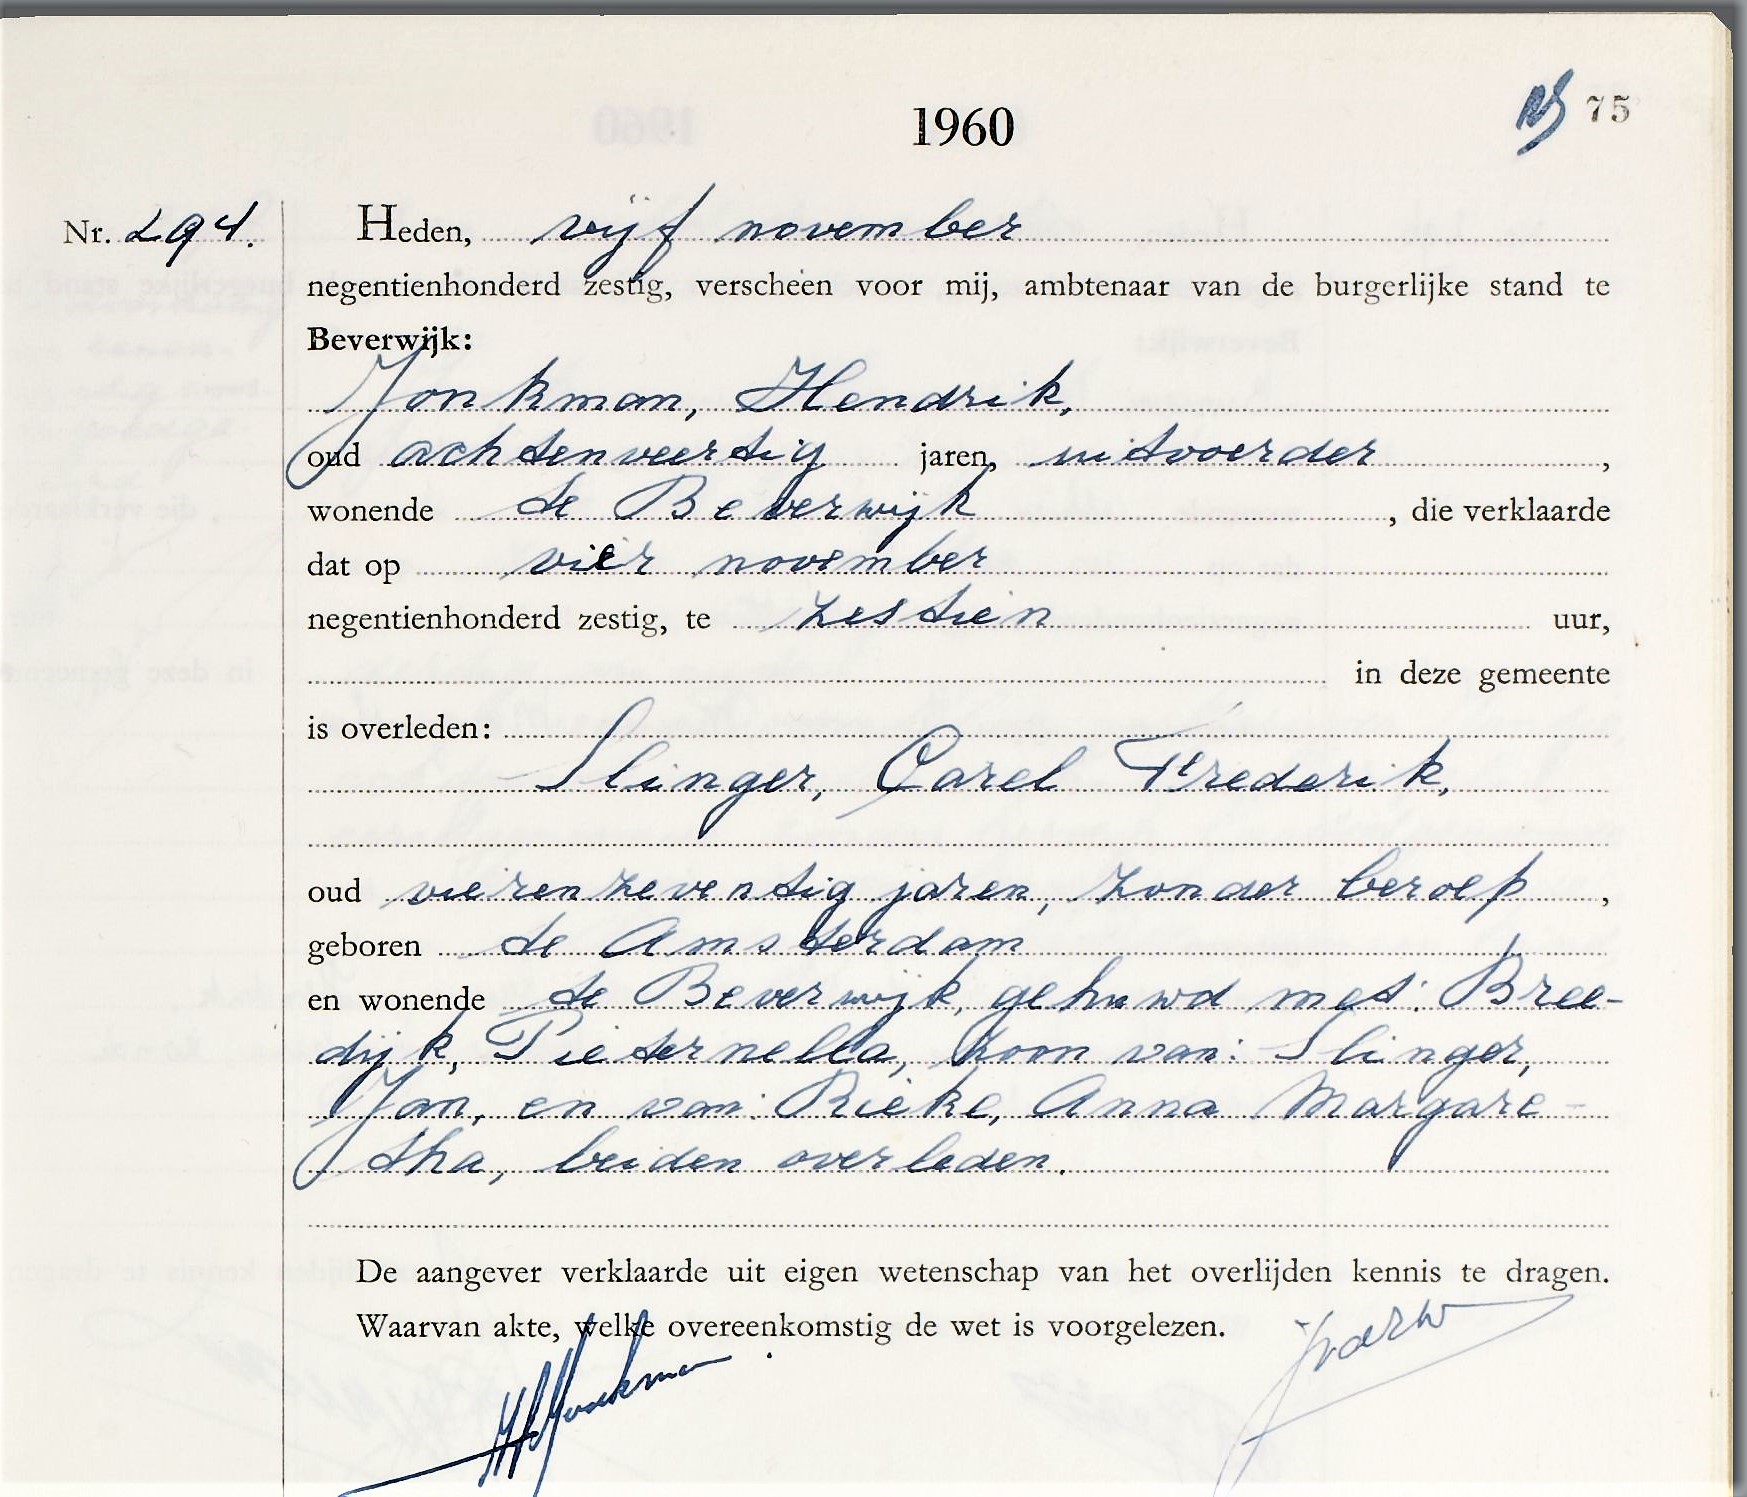 1960
75
Nr. 294.
Heden, vijf november
negentienhonderd zestig, verscheen voor mij, ambtenaar van de burgerlijke stand te
Beverwijk:
Jonkman, Hendrik,
oud achtenveertig jaren, uitvoerder,
wonende te Beverwijk, die verklaarde
dat op vier november
negentienhonderd zestig, te zestien uur,
in deze gemeente
is overleden:
Slinger, Carel Frederik,
oud vierenzeventig jaren, zonder beroep,
geboren te Amsterdam
en wonende te Beverwijk, gehuwd met: Bree-
dijk, Pieternella, zoon van: Slinger,
Jan, en van: Rieke, Anna Margare-
tha, beiden overleden.
De aangever verklaarde uit eigen wetenschap van het overlijden kennis te dragen.
Waarvan akte, welke overeenkomstig de wet is voorgelezen.
HJonkman